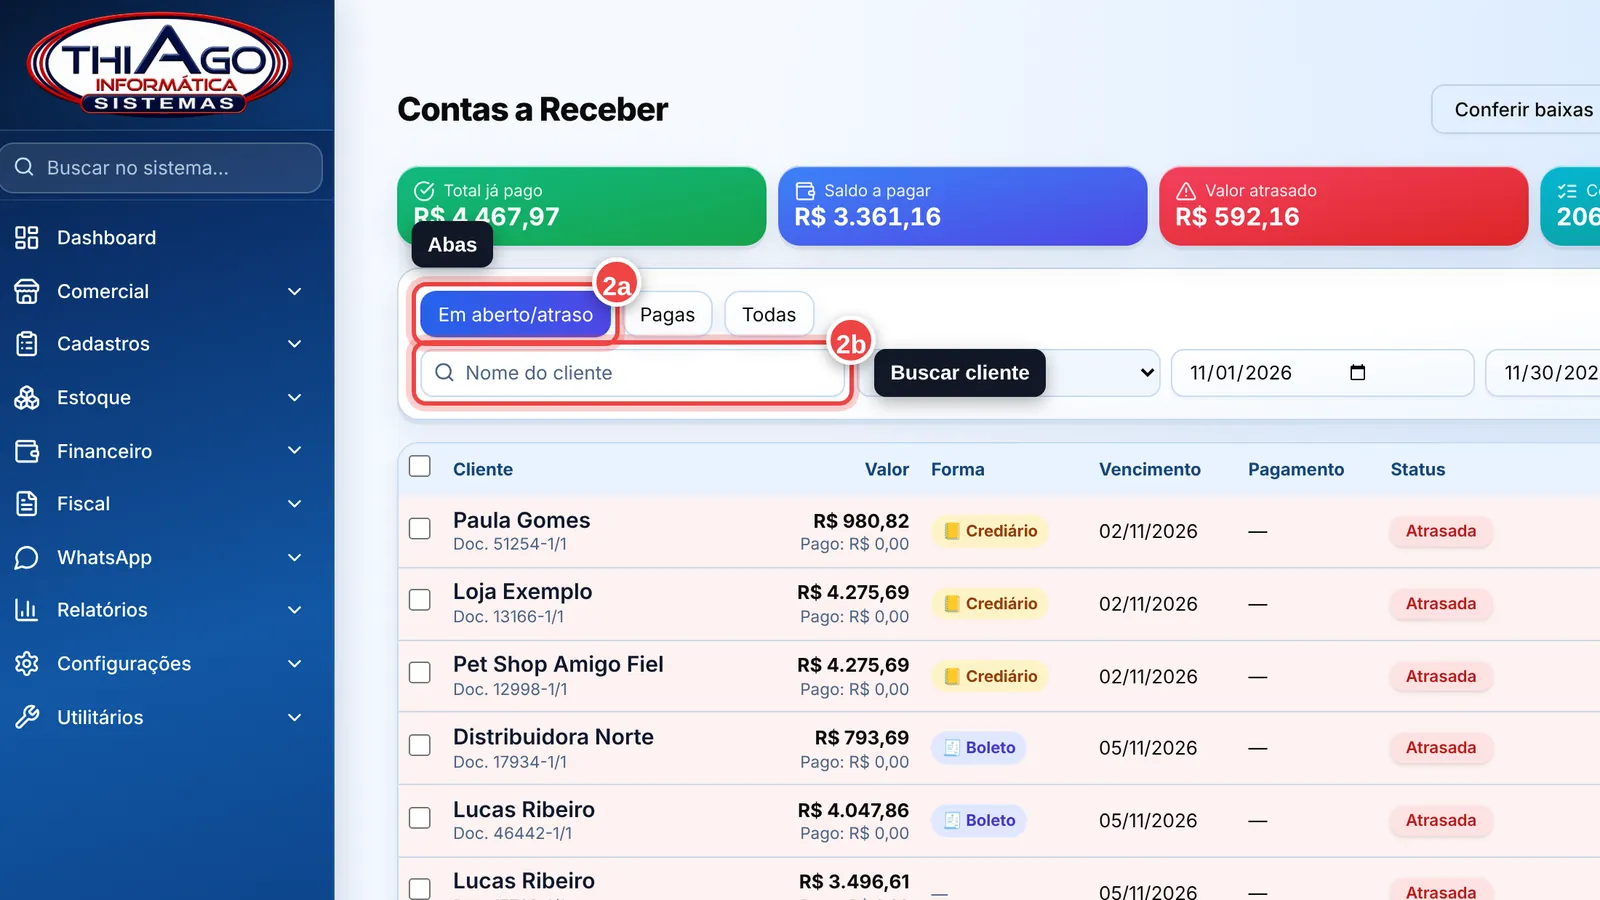 THIAGO
INFORMÁTICA
SISTEMAS
Buscar no sistema...
Dashboard
Comercial
Cadastros
Estoque
Financeiro
Fiscal
WhatsApp
Relatórios
Configurações
Utilitários
Contas a Receber
Conferir baixas
Total já pago
R$ 4.467,97
Saldo a pagar
R$ 3.361,16
Valor atrasado
R$ 592,16
206
Abas
2a
Em aberto/atraso
Pagas
Todas
2b
Nome do cliente
Buscar cliente
11/01/2026
11/30/202
Cliente Valor Forma Vencimento Pagamento Status
Paula Gomes R$ 980,82 Crediário 02/11/2026 — Atrasada
Doc. 51254-1/1 Pago: R$ 0,00
Loja Exemplo R$ 4.275,69 Crediário 02/11/2026 — Atrasada
Doc. 13166-1/1 Pago: R$ 0,00
Pet Shop Amigo Fiel R$ 4.275,69 Crediário 02/11/2026 — Atrasada
Doc. 12998-1/1 Pago: R$ 0,00
Distribuidora Norte R$ 793,69 Boleto 05/11/2026 — Atrasada
Doc. 17934-1/1 Pago: R$ 0,00
Lucas Ribeiro R$ 4.047,86 Boleto 05/11/2026 — Atrasada
Doc. 46442-1/1 Pago: R$ 0,00
Lucas Ribeiro R$ 3.496,61 — 05/11/2026 — Atrasada